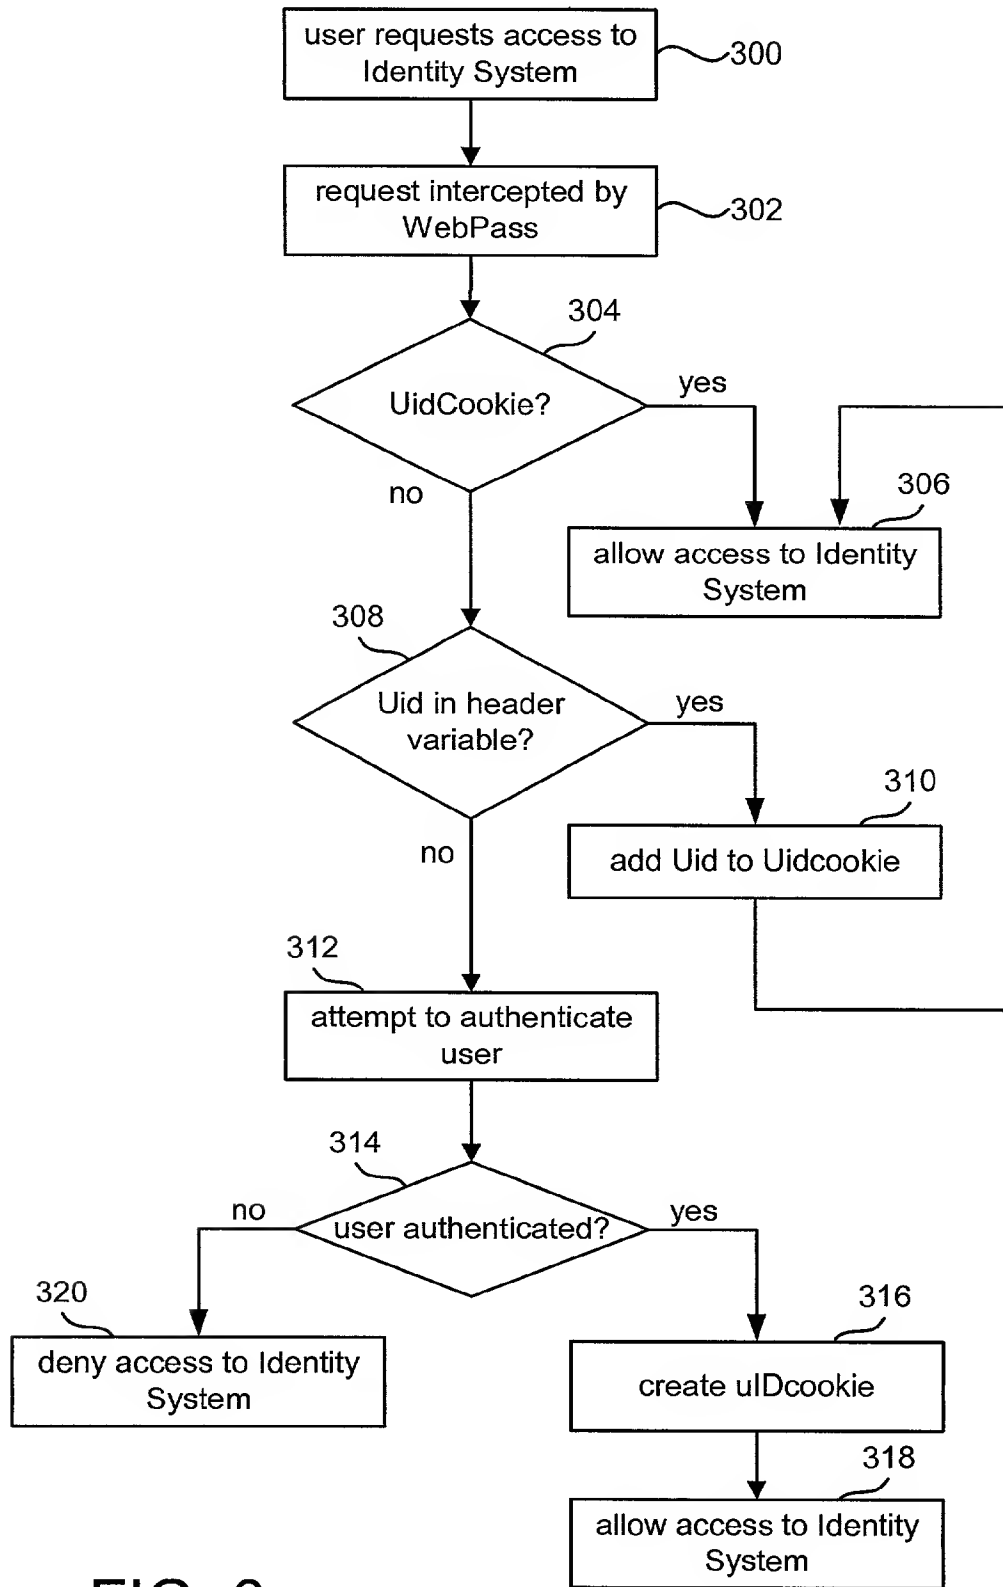 user requests access to
Identity System
300
request intercepted by
WebPass
302
304
UidCookie?
yes
no
306
allow access to Identity
System
308
Uid in header
variable?
yes
no
310
add Uid to Uidcookie
312
attempt to authenticate
user
314
user authenticated?
no
yes
320
deny access to Identity
System
316
create uIDcookie
318
allow access to Identity
System